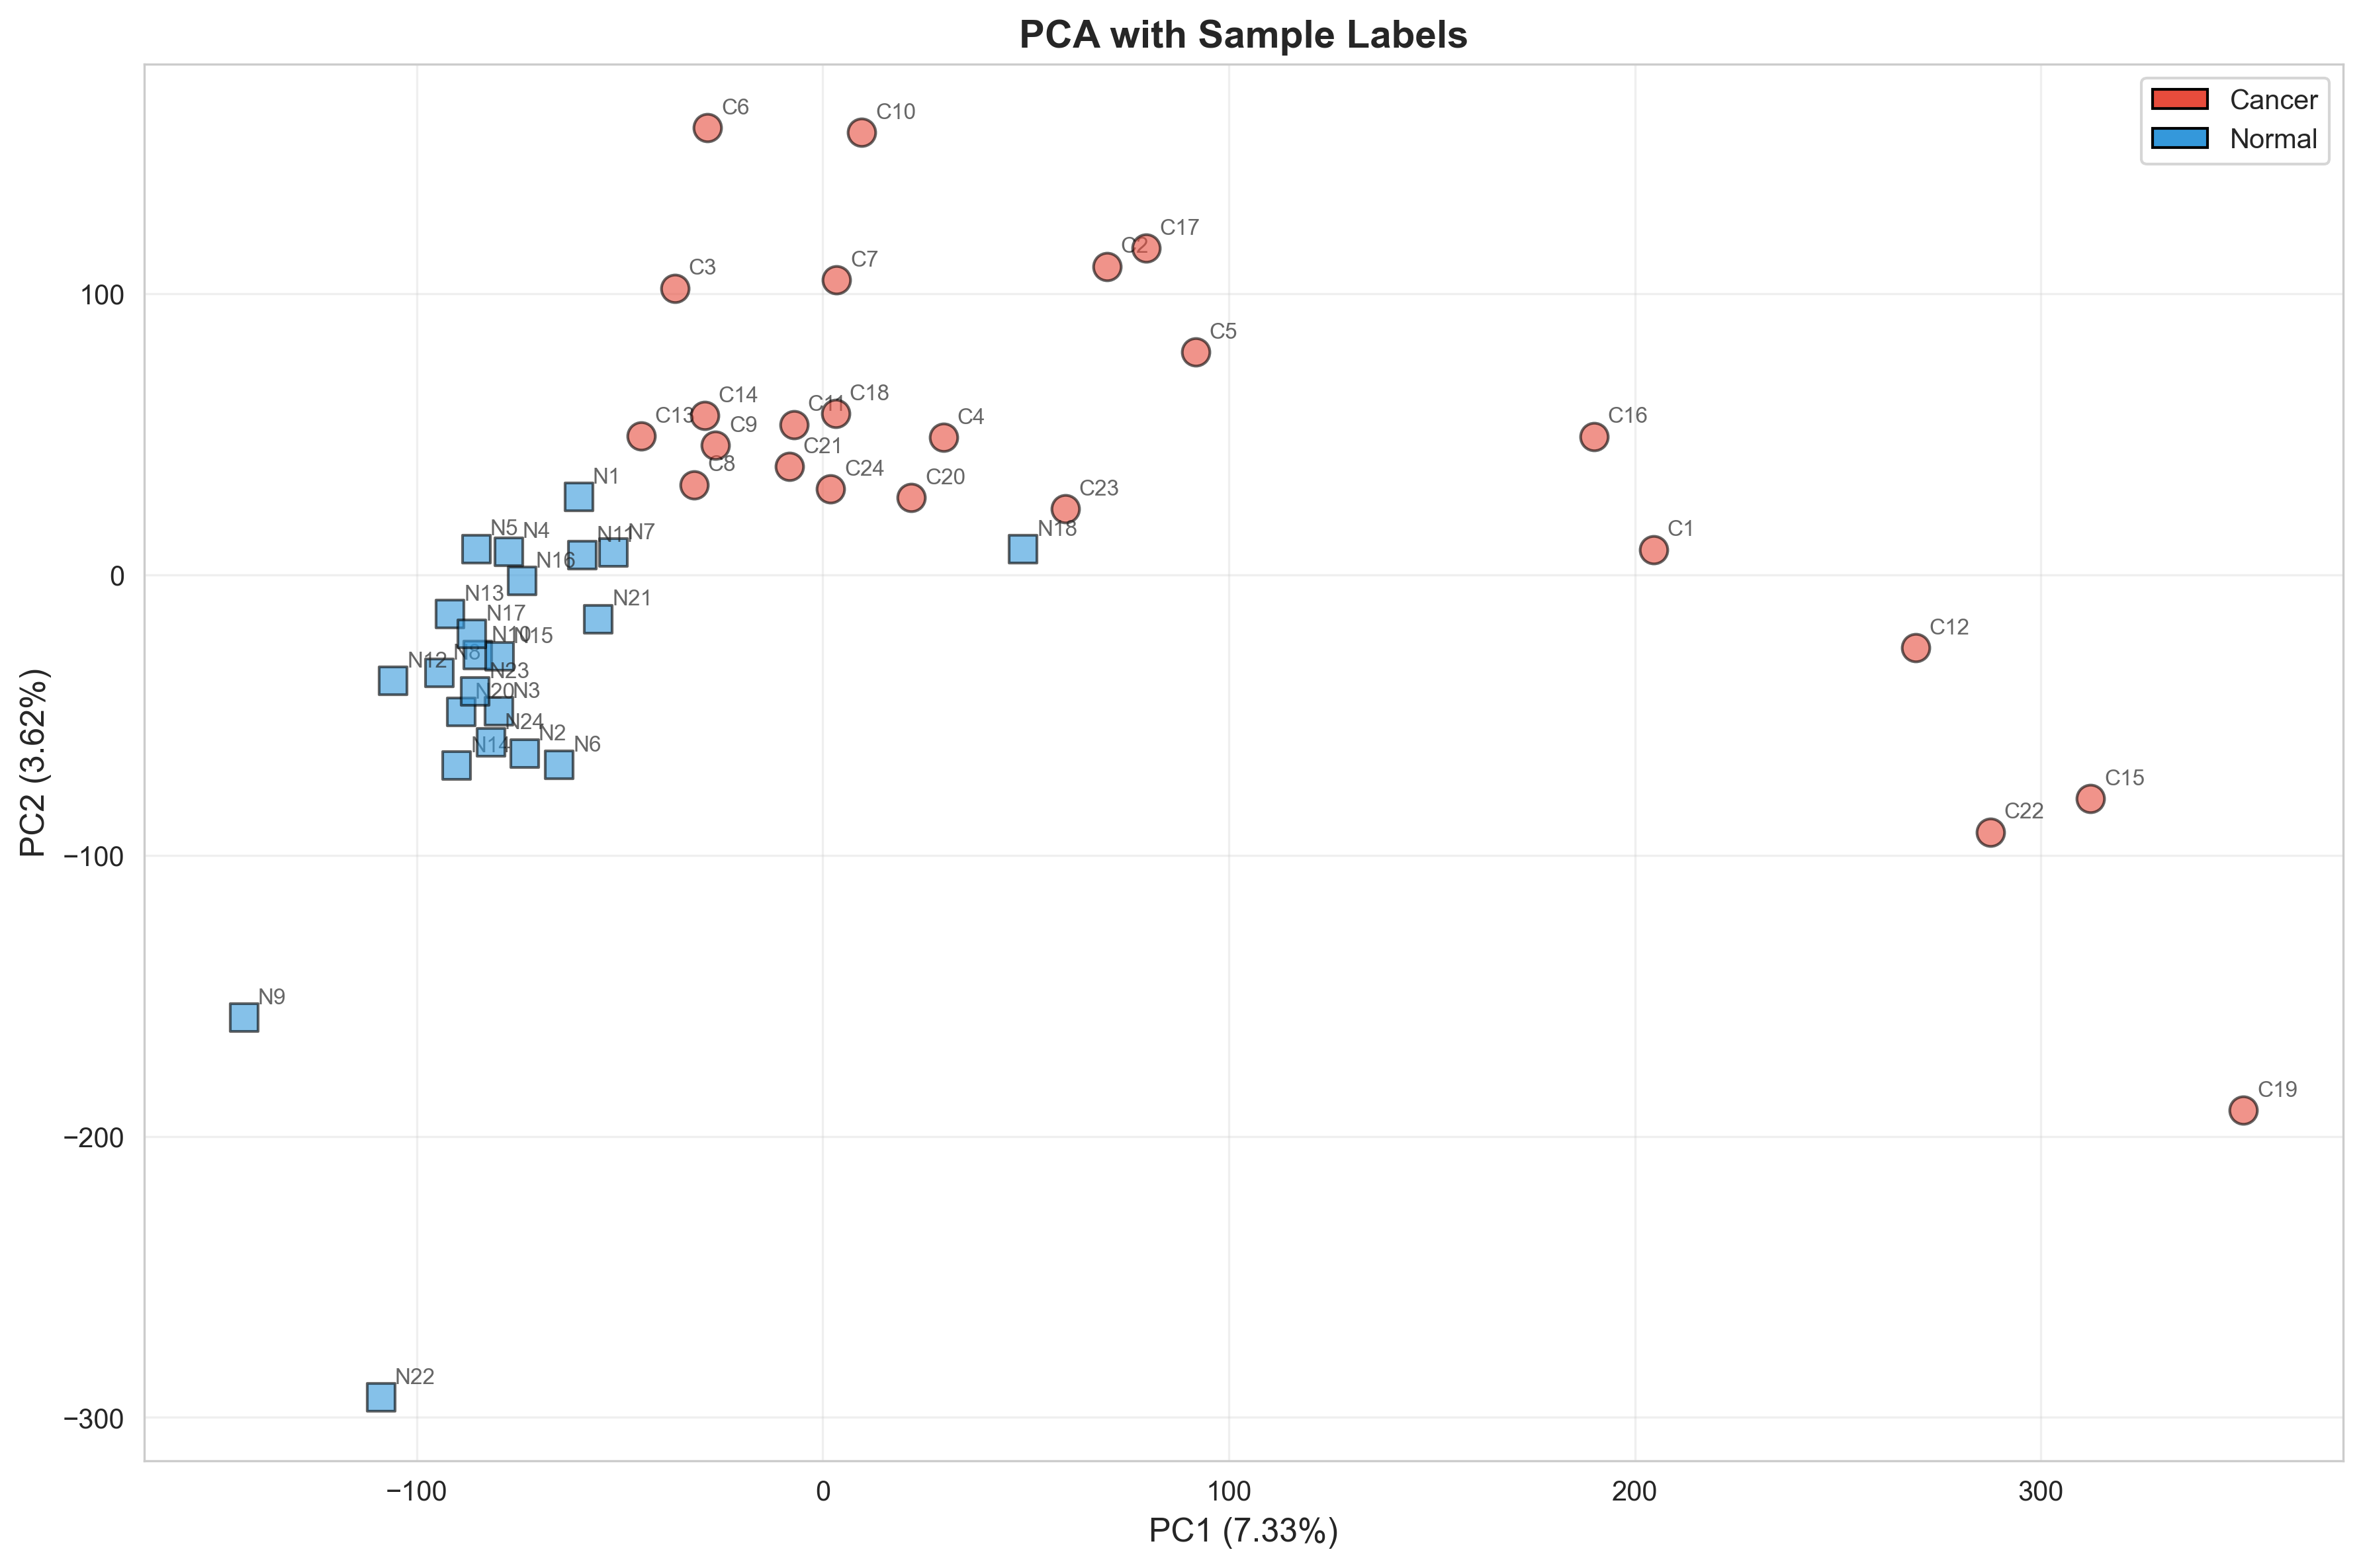 PCA with Sample Labels
Cancer
Normal
C6
C10
C17
C2
C7
C3
C5
C14
C18
C11
C13
C4
C16
C9
C21
C8
C24
C20
N1
C23
N5
N4
N11
N7
N18
C1
N16
N13
N21
N17
C12
N10
N15
N12
N8
N23
N20
N3
N24
N2
N14
N6
C15
C22
N9
C19
N22
100
0
−100
−200
−300
PC2 (3.62%)
−100
0
100
200
300
PC1 (7.33%)